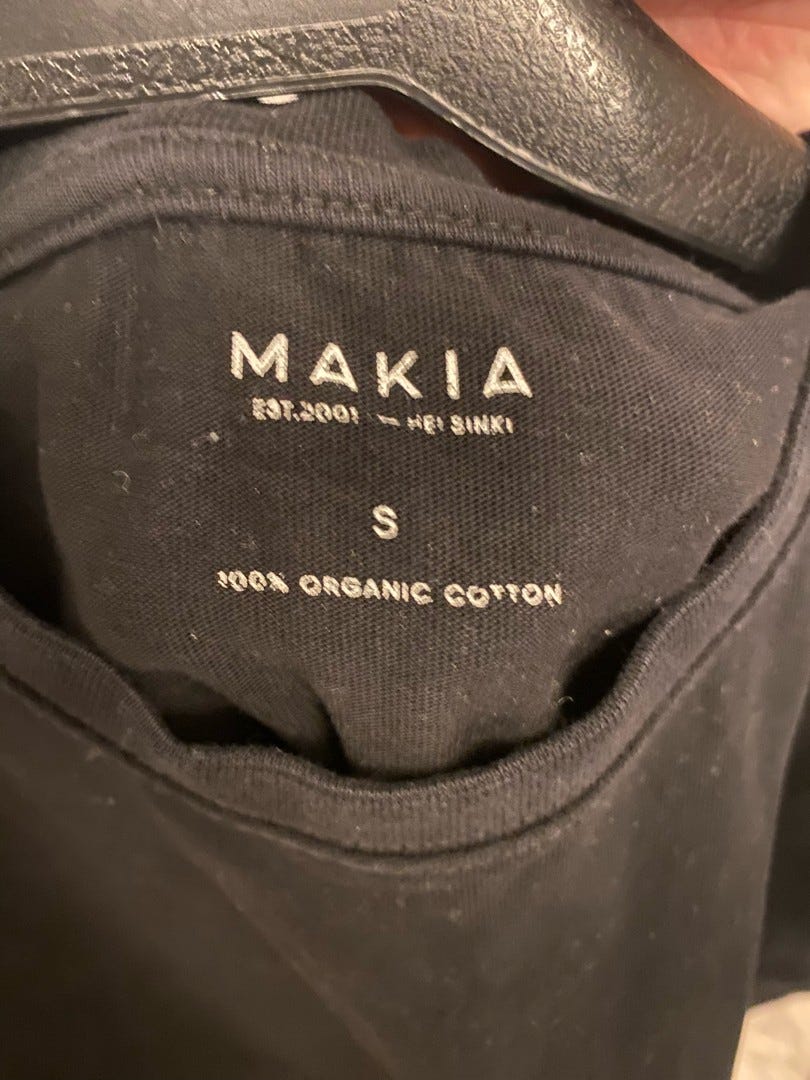 MAKIA
EST.2001 — HELSINKI
S
100% ORGANIC COTTON